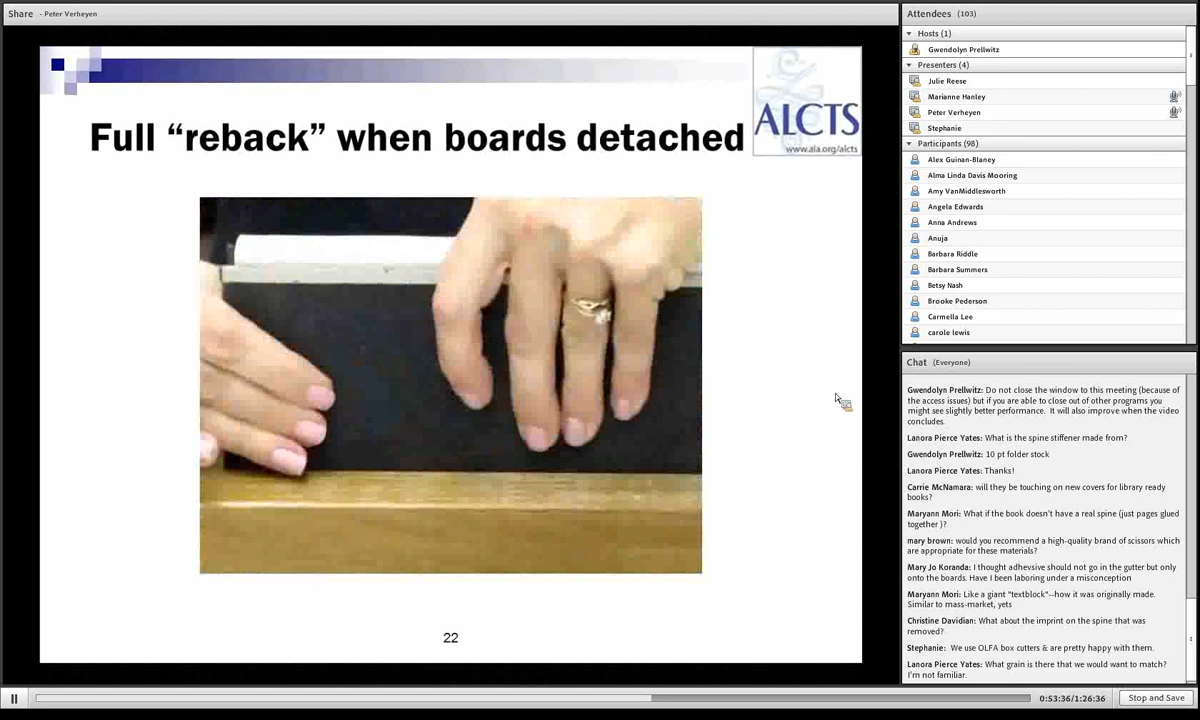 Share - Peter Verheyen
Full “reback” when boards detached
ALCTS
www.ala.org/alcts
22
Attendees (103)
Hosts (1)
Gwendolyn Prellwitz
Presenters (4)
Julie Reese
Marianne Hanley
Peter Verheyen
Stephanie
Participants (98)
Alex Guinan-Blaney
Alma Linda Davis Mooring
Amy VanMiddlesworth
Angela Edwards
Anna Andrews
Anuja
Barbara Riddle
Barbara Summers
Betsy Nash
Brooke Pederson
Carmella Lee
carole lewis
Chat (Everyone)
Gwendolyn Prellwitz: Do not close the window to this meeting (because of
the access issues) but if you are able to close out of other programs you
might see slightly better performance. It will also improve when the video
concludes.
Lanora Pierce Yates: What is the spine stiffener made from?
Gwendolyn Prellwitz: 10 pt folder stock
Lanora Pierce Yates: Thanks!
Carrie McNamara: will they be touching on new covers for library ready
books?
Maryann Mori: What if the book doesn't have a real spine (just pages glued
together )?
mary brown: would you recommend a high-quality brand of scissors which
are appropriate for these materials?
Mary Jo Koranda: I thought adhevsive should not go in the gutter but only
onto the boards. Have I been laboring under a misconception
Maryann Mori: Like a giant "textblock"--how it was originally made.
Similar to mass-market, yets
Christine Davidian: What about the imprint on the spine that was
removed?
Stephanie: We use OLFA box cutters & are pretty happy with them.
Lanora Pierce Yates: What grain is there that we would want to match?
I'm not familiar.
0:53:36/1:26:36
Stop and Save